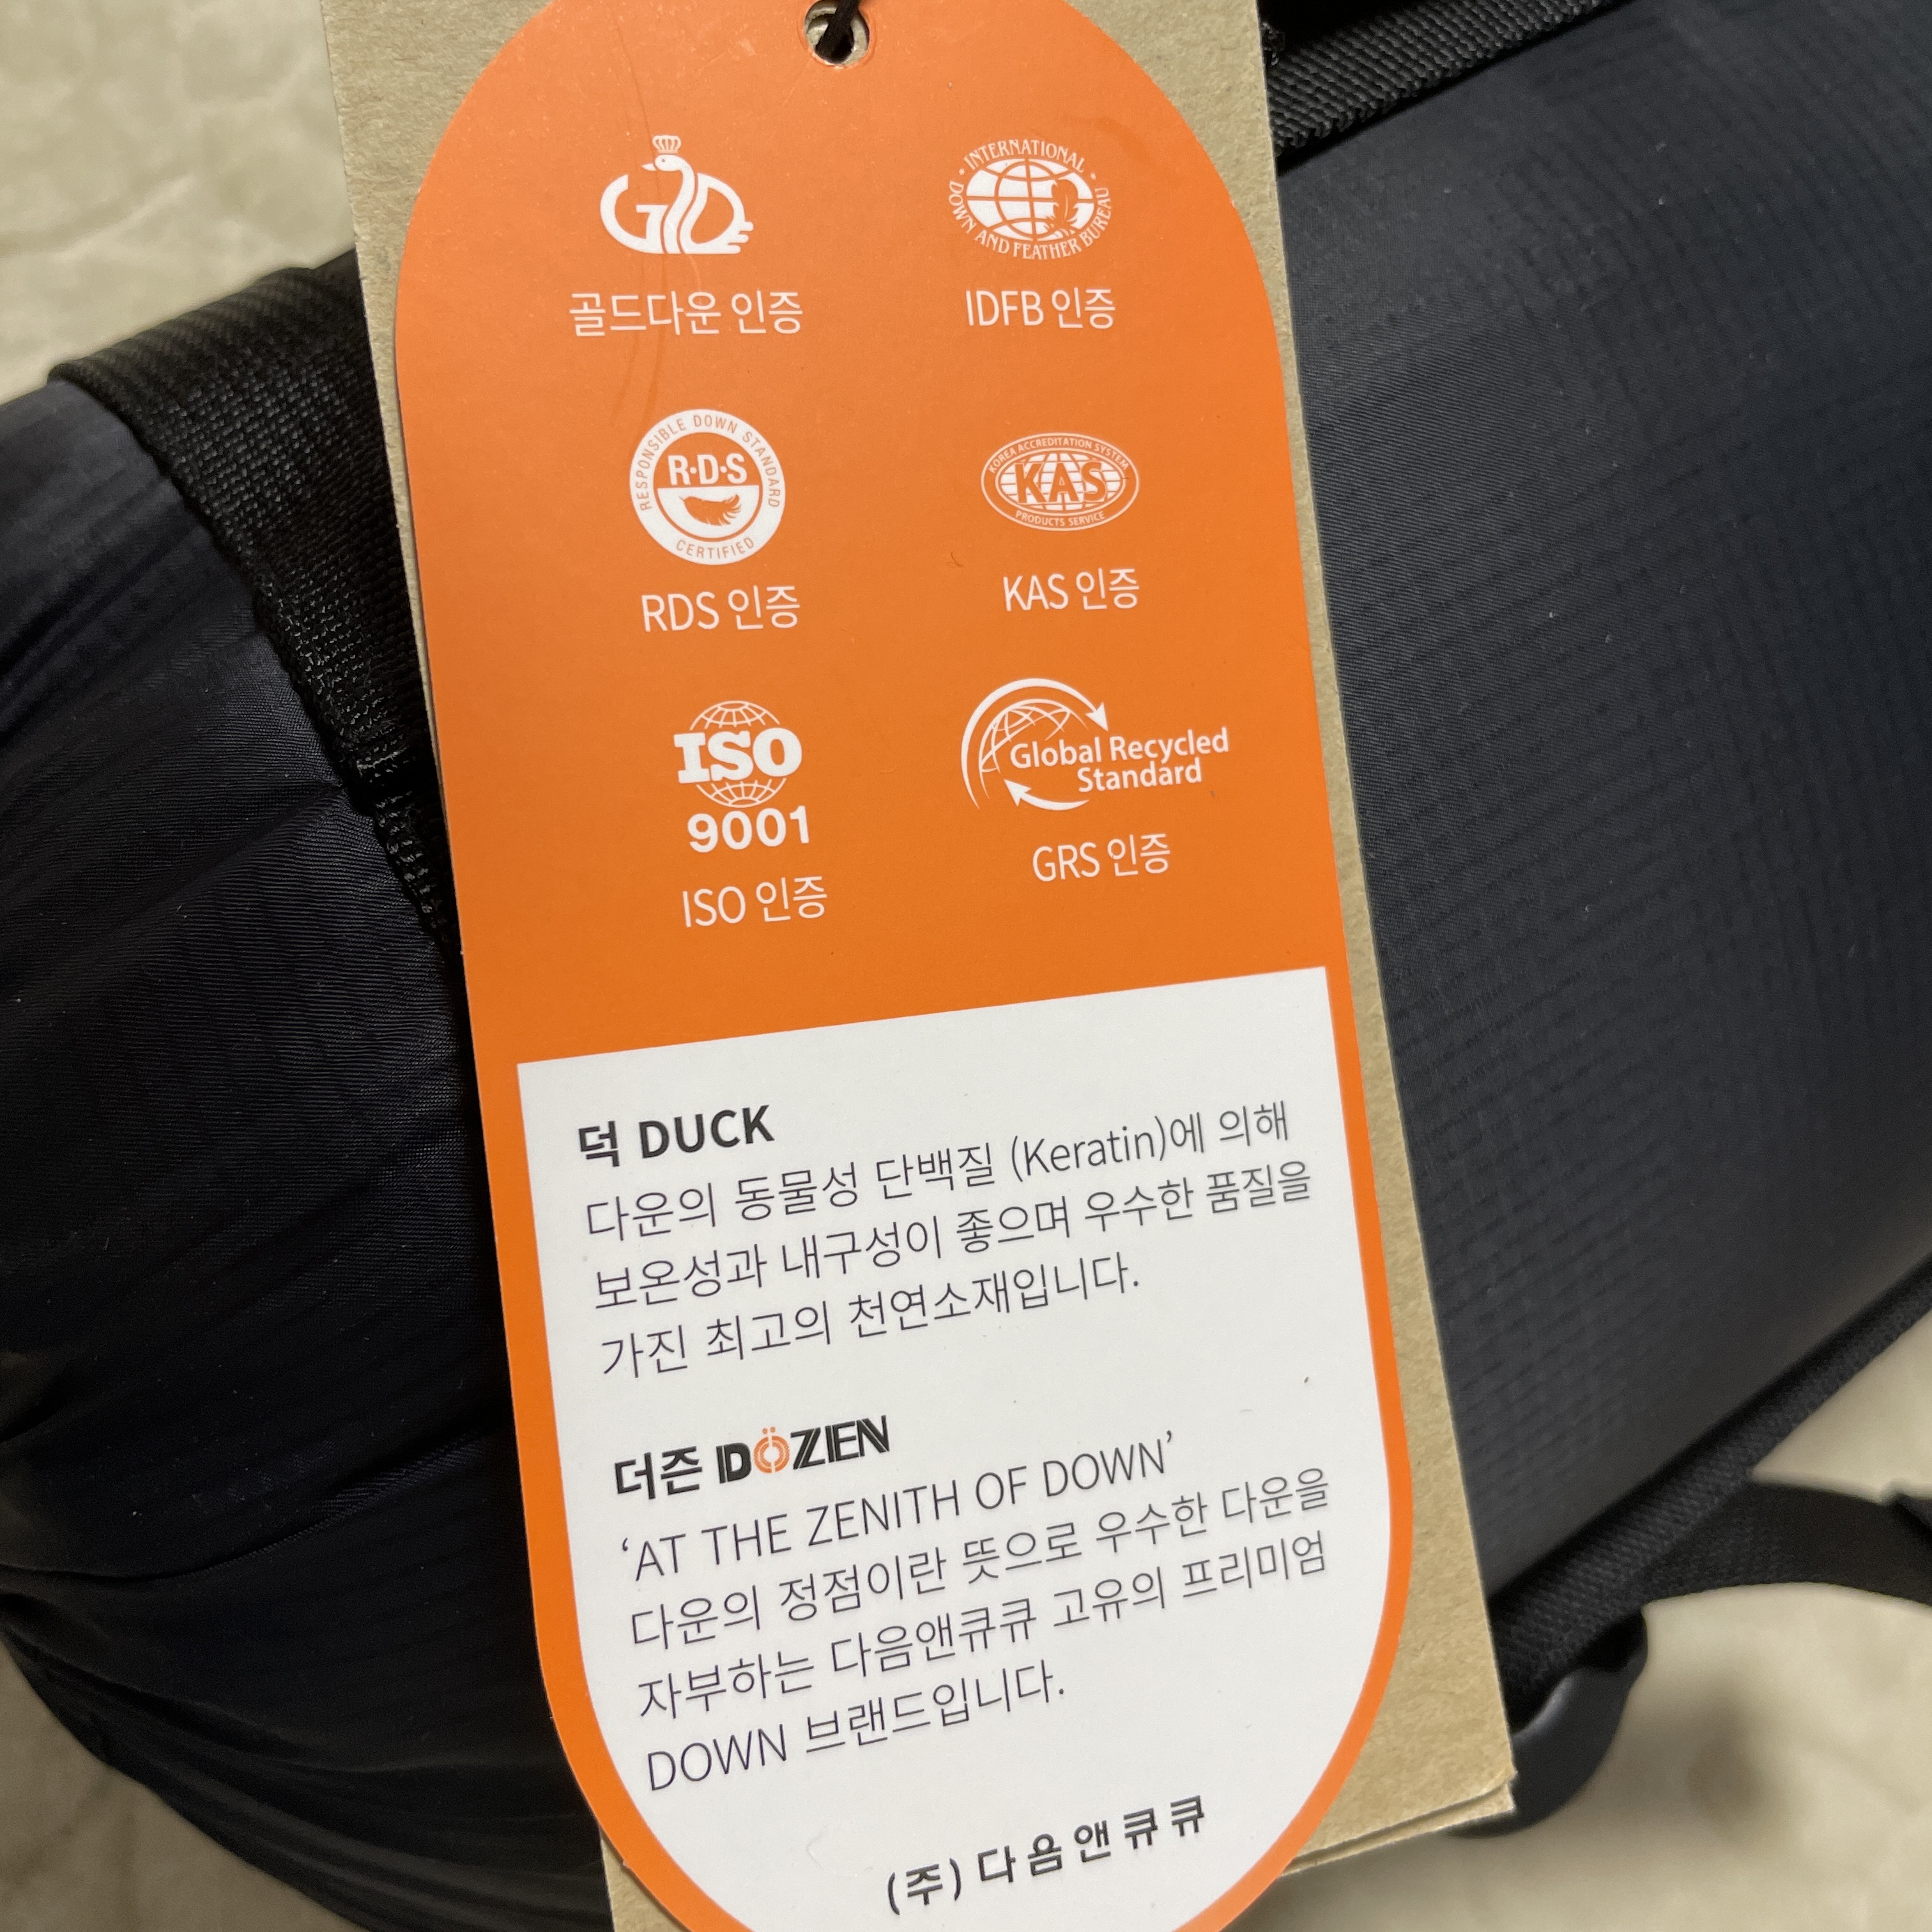 GD
INTERNATIONAL DOWN AND FEATHER BUREAU
골드다운 인증
IDFB 인증
RESPONSIBLE DOWN STANDARD
R·D·S
CERTIFIED
KOREA ACCREDITATION SYSTEM
KAS
PRODUCTS SERVICE
RDS 인증
KAS 인증
ISO
9001
Global Recycled
Standard
ISO 인증
GRS 인증
덕 DUCK
다운의 동물성 단백질 (Keratin)에 의해
보온성과 내구성이 좋으며 우수한 품질을
가진 최고의 천연소재입니다.
더즌 DÖZEN
‘AT THE ZENITH OF DOWN’
다운의 정점이란 뜻으로 우수한 다운을
자부하는 다음앤큐큐 고유의 프리미엄
DOWN 브랜드입니다.
(주) 다음앤큐큐